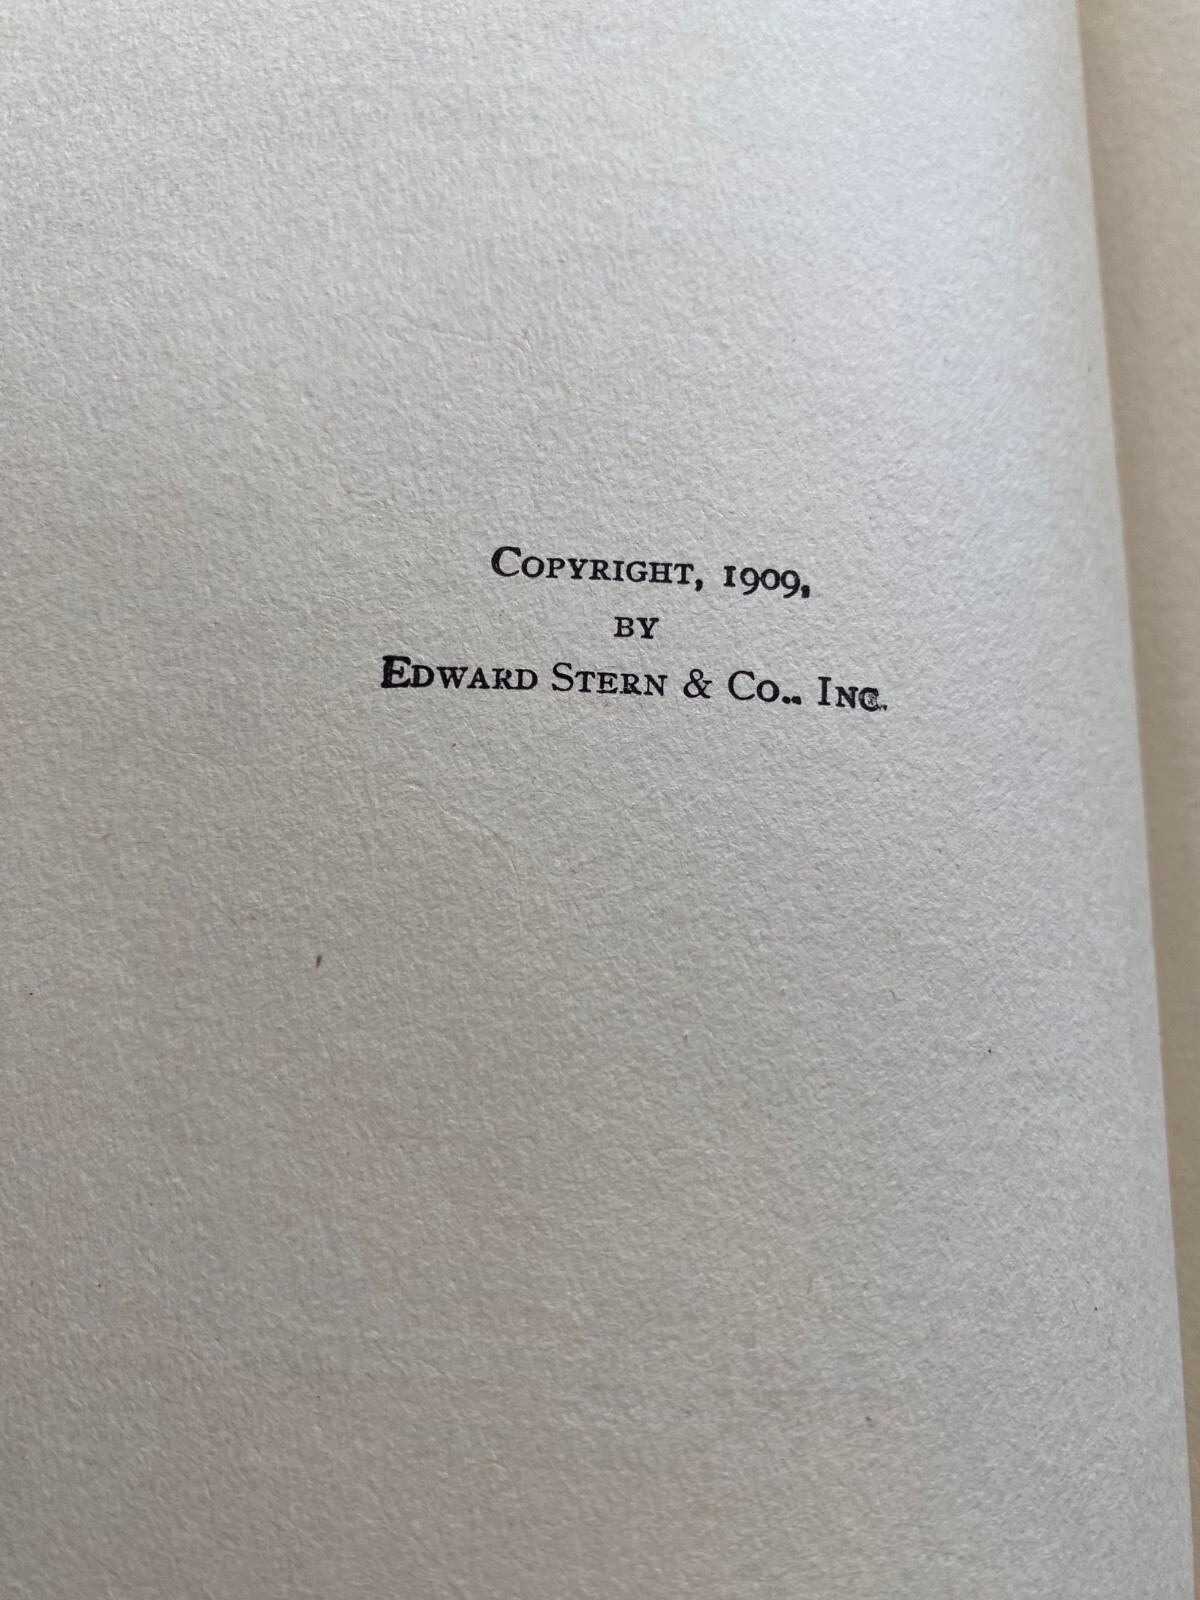 Copyright, 1909,
by
Edward Stern & Co., Inc.